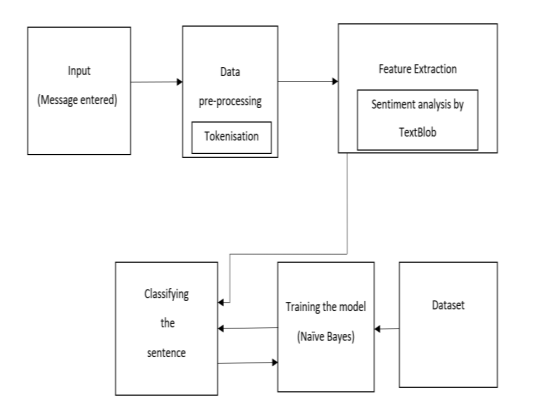 Input
(Message entered)
Data
pre-processing
Tokenisation
Feature Extraction
Sentiment analysis by
TextBlob
Classifying
the
sentence
Training the model
(Naïve Bayes)
Dataset